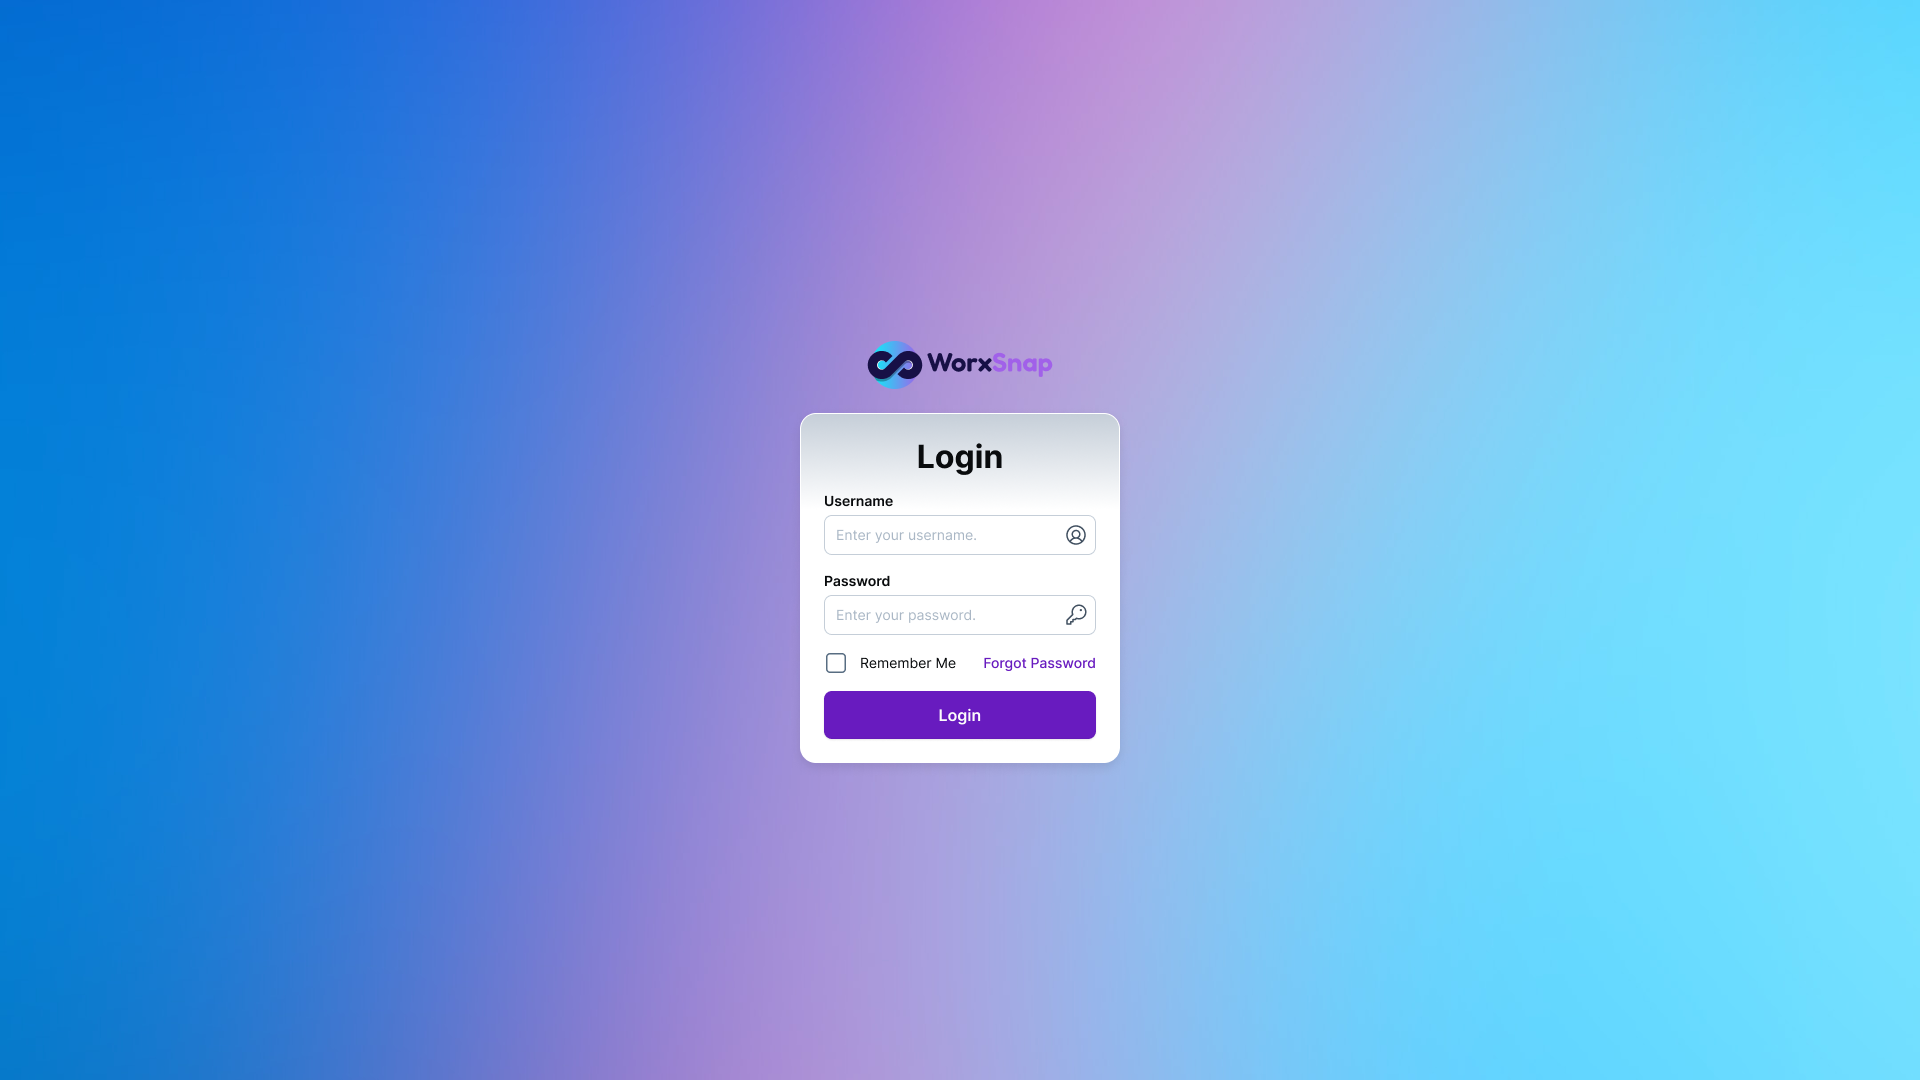 WorxSnap
Login
Username
Enter your username.
Password
Enter your password.
Remember Me Forgot Password
Login